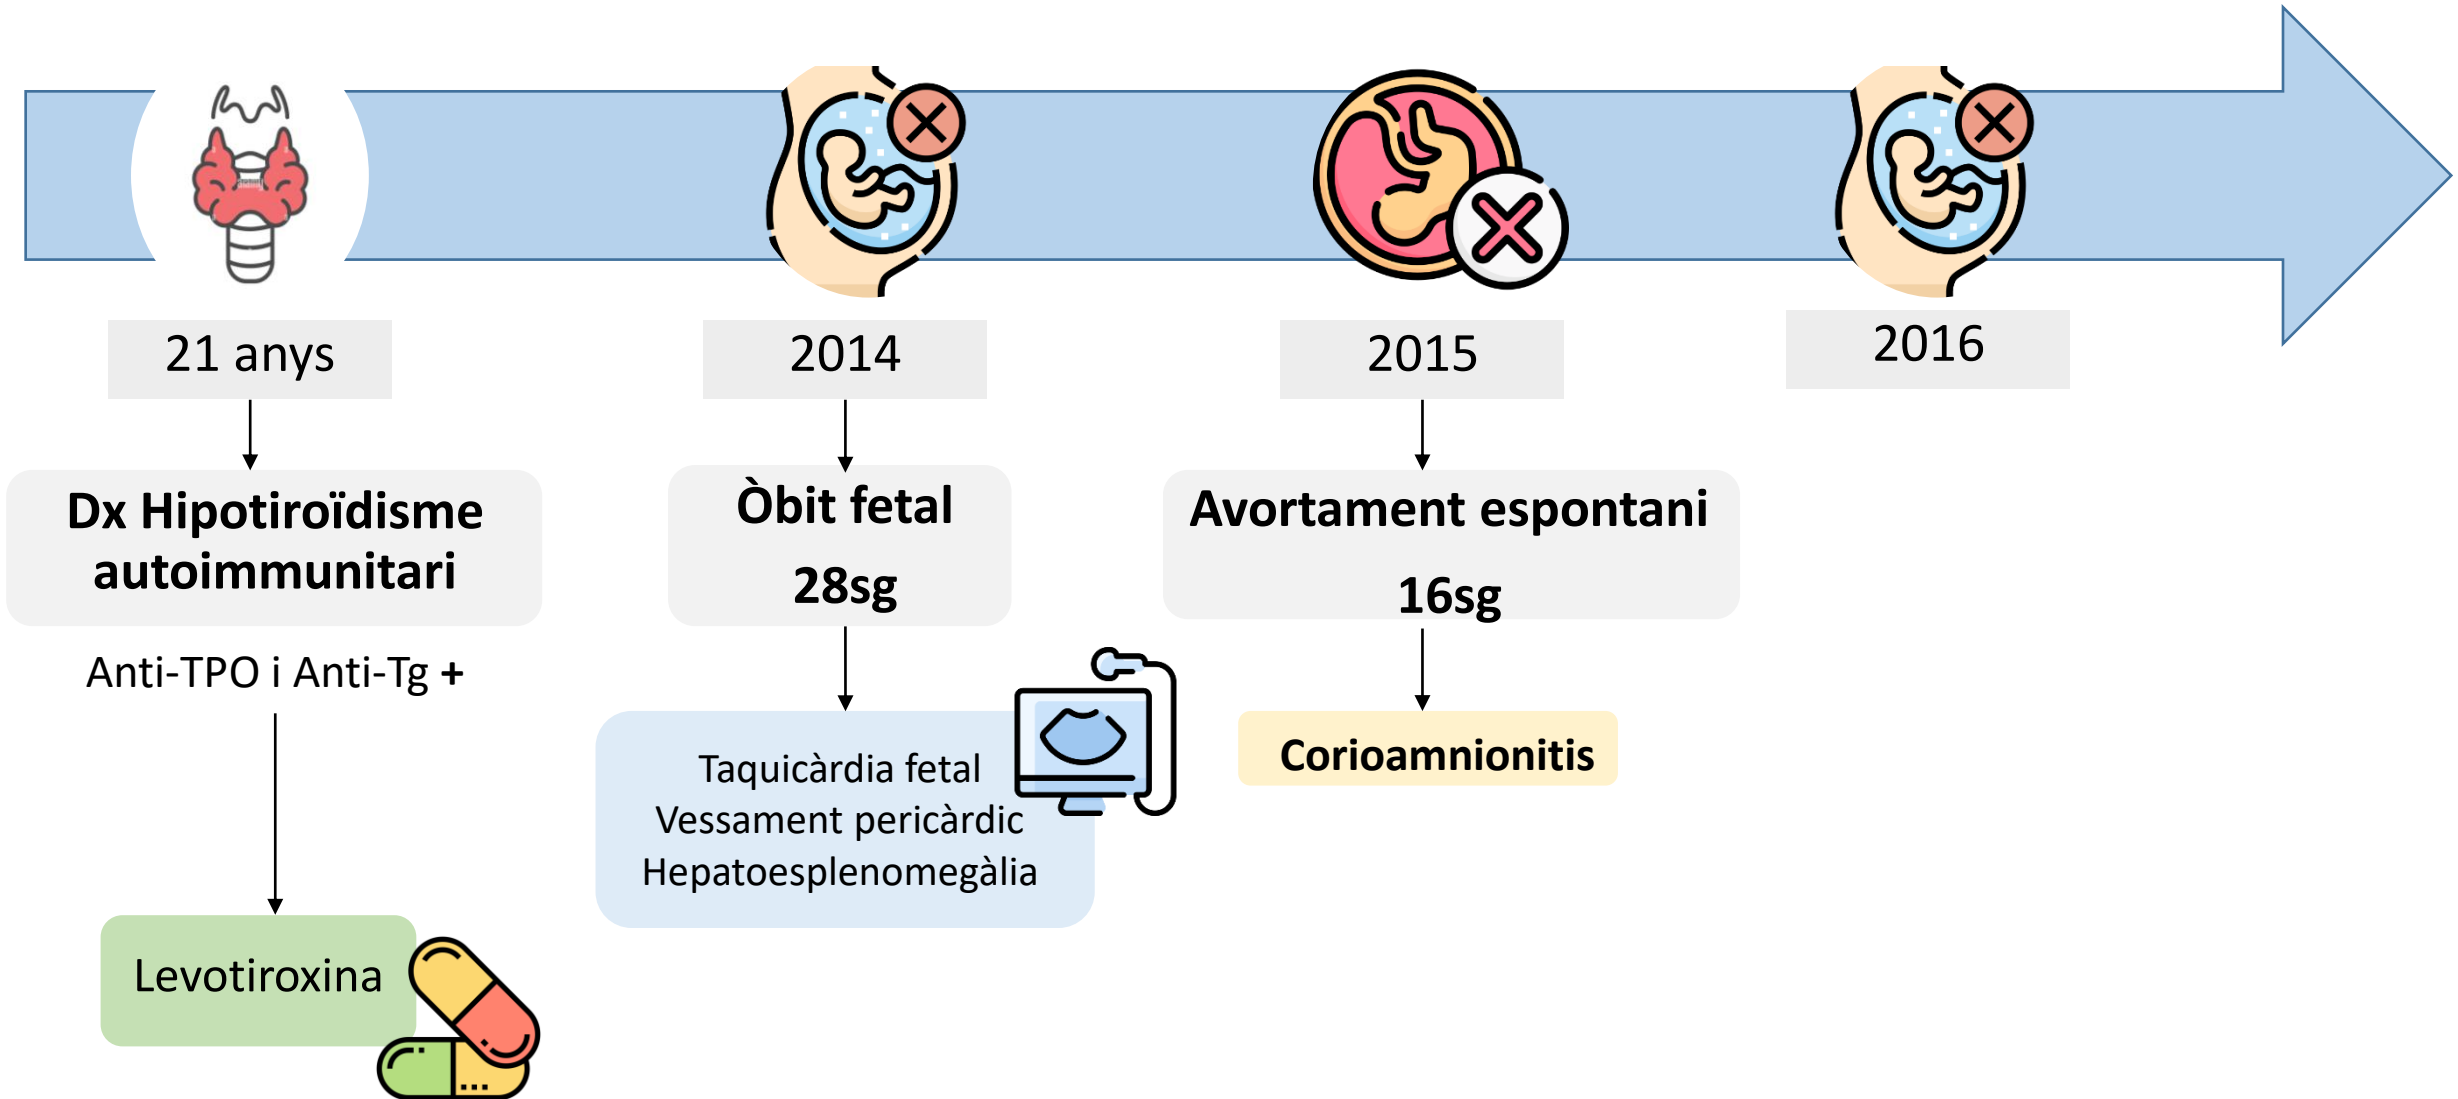 21 anys
Dx Hipotiroïdisme
autoimmunitari
Anti-TPO i Anti-Tg +
Levotiroxina
2014
Òbit fetal
28sg
Taquicàrdia fetal
Vessament pericàrdic
Hepatoesplenomegàlia
2015
Avortament espontani
16sg
Corioamnionitis
2016